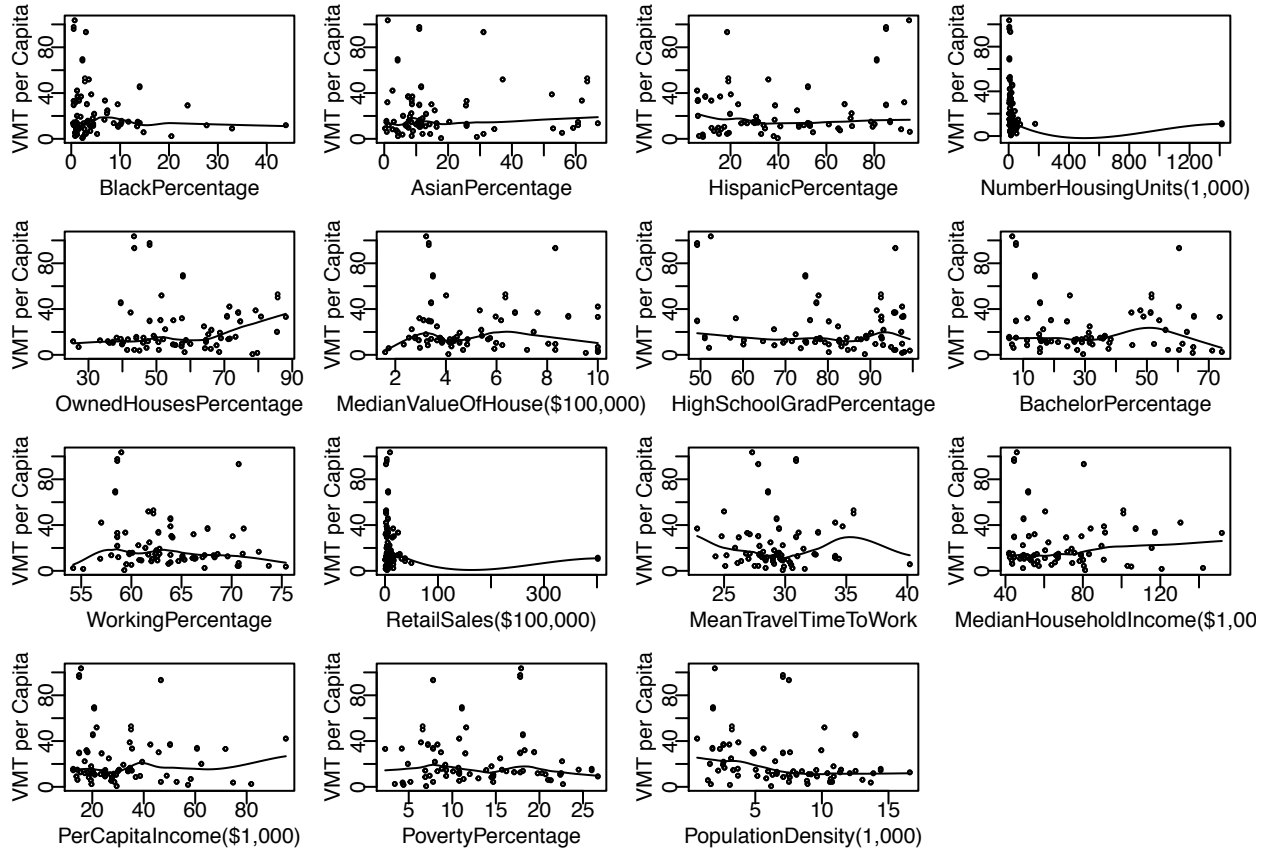 VMT per Capita
0 40 80
0 10 20 30 40
BlackPercentage
VMT per Capita
0 40 80
0 20 40 60
AsianPercentage
VMT per Capita
0 40 80
20 40 60 80
HispanicPercentage
VMT per Capita
0 40 80
0 400 800 1200
NumberHousingUnits(1,000)
VMT per Capita
0 40 80
30 50 70 90
OwnedHousesPercentage
VMT per Capita
0 40 80
2 4 6 8 10
MedianValueOfHouse($100,000)
VMT per Capita
0 40 80
50 60 70 80 90
HighSchoolGradPercentage
VMT per Capita
0 40 80
10 30 50 70
BachelorPercentage
VMT per Capita
0 40 80
55 60 65 70 75
WorkingPercentage
VMT per Capita
0 40 80
0 100 300
RetailSales($100,000)
VMT per Capita
0 40 80
25 30 35 40
MeanTravelTimeToWork
VMT per Capita
0 40 80
40 80 120
MedianHouseholdIncome($1,00
VMT per Capita
0 40 80
20 40 60 80
PerCapitaIncome($1,000)
VMT per Capita
0 40 80
5 10 15 20 25
PovertyPercentage
VMT per Capita
0 40 80
5 10 15
PopulationDensity(1,000)